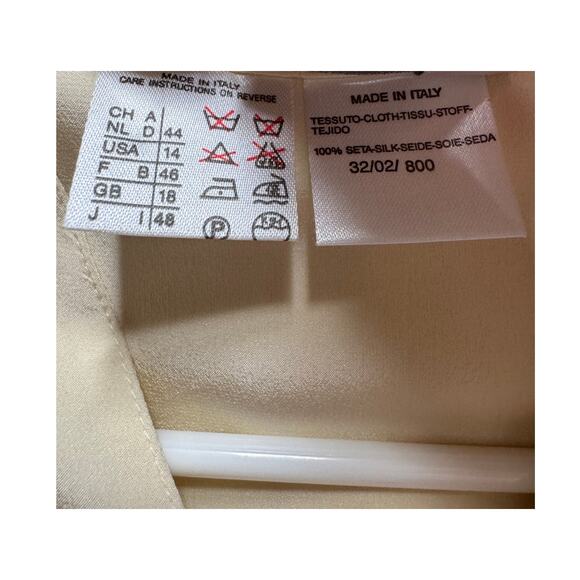 MADE IN ITALY
CARE INSTRUCTIONS ON REVERSE
CH A
NL D 44
USA 14
F B 46
GB 18
J I 48
P
MADE IN ITALY
TESSUTO-CLOTH-TISSU-STOFF-
TEJIDO
100% SETA-SILK-SEIDE-SOIE-SEDA
32/02/ 800